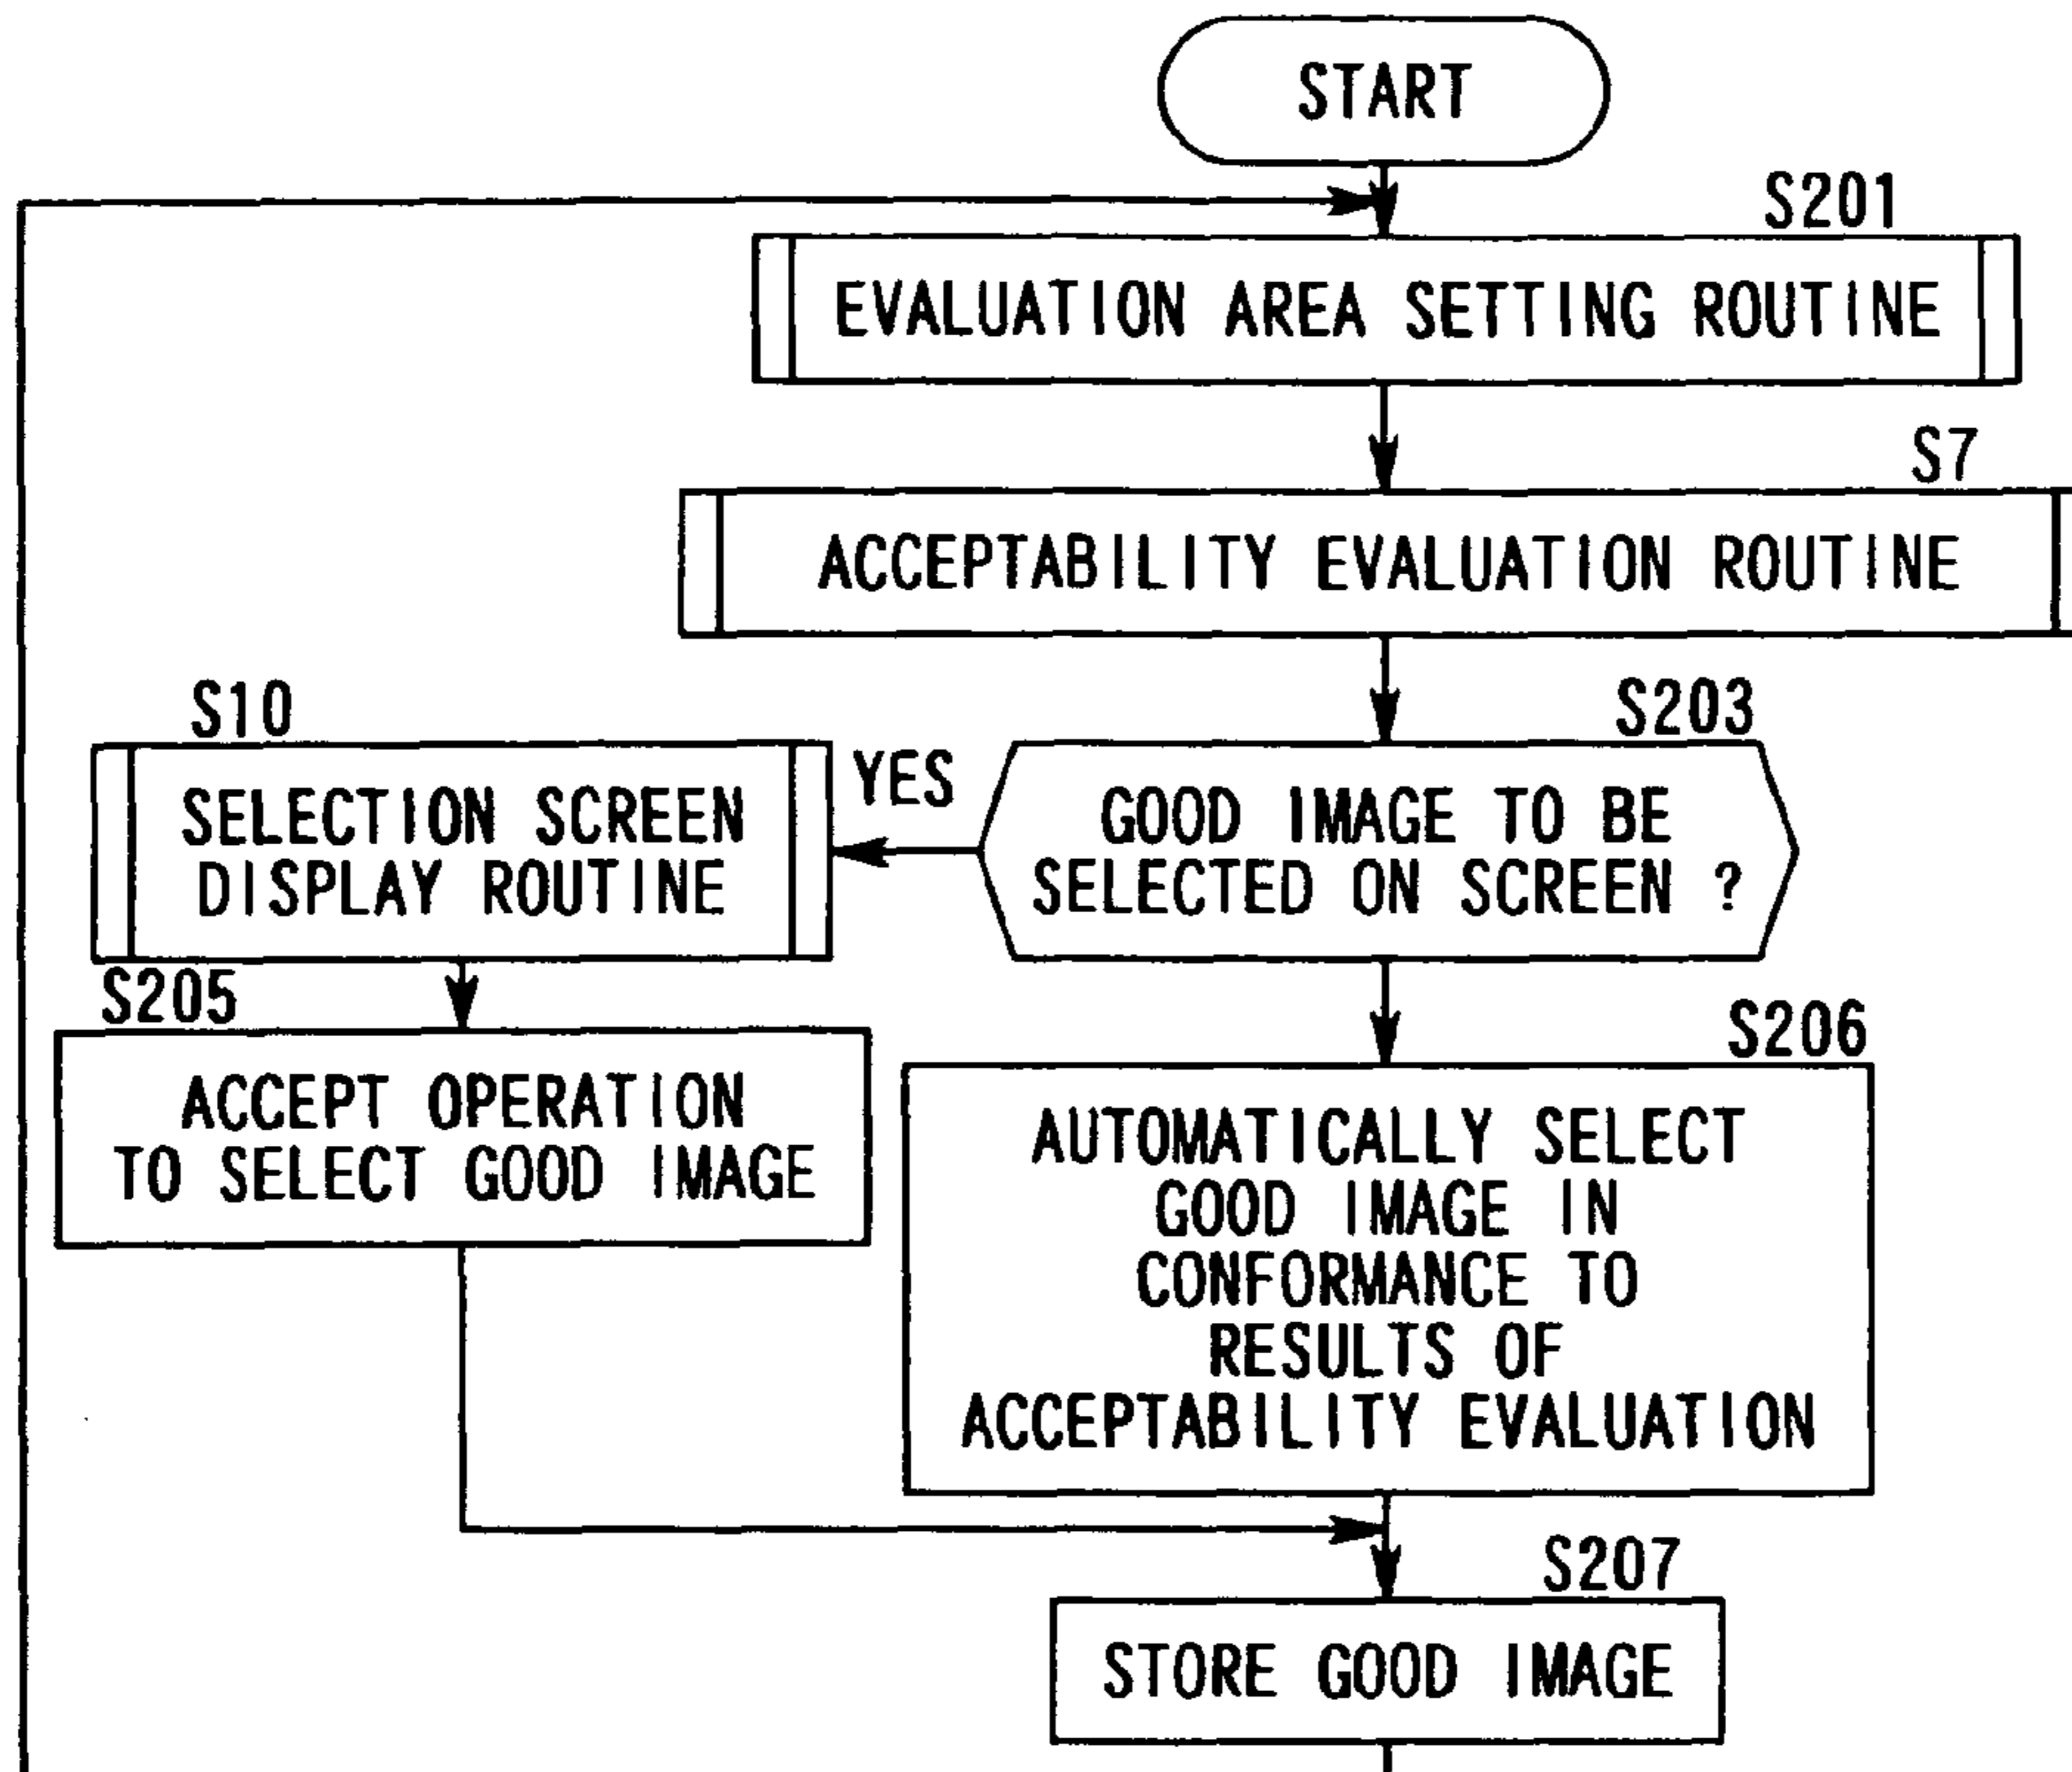 START
S201
EVALUATION AREA SETTING ROUTINE
S7
ACCEPTABILITY EVALUATION ROUTINE
S203
GOOD IMAGE TO BE
SELECTED ON SCREEN ?
YES
S10
SELECTION SCREEN
DISPLAY ROUTINE
S205
ACCEPT OPERATION
TO SELECT GOOD IMAGE
S206
AUTOMATICALLY SELECT
GOOD IMAGE IN
CONFORMANCE TO
RESULTS OF
ACCEPTABILITY EVALUATION
S207
STORE GOOD IMAGE